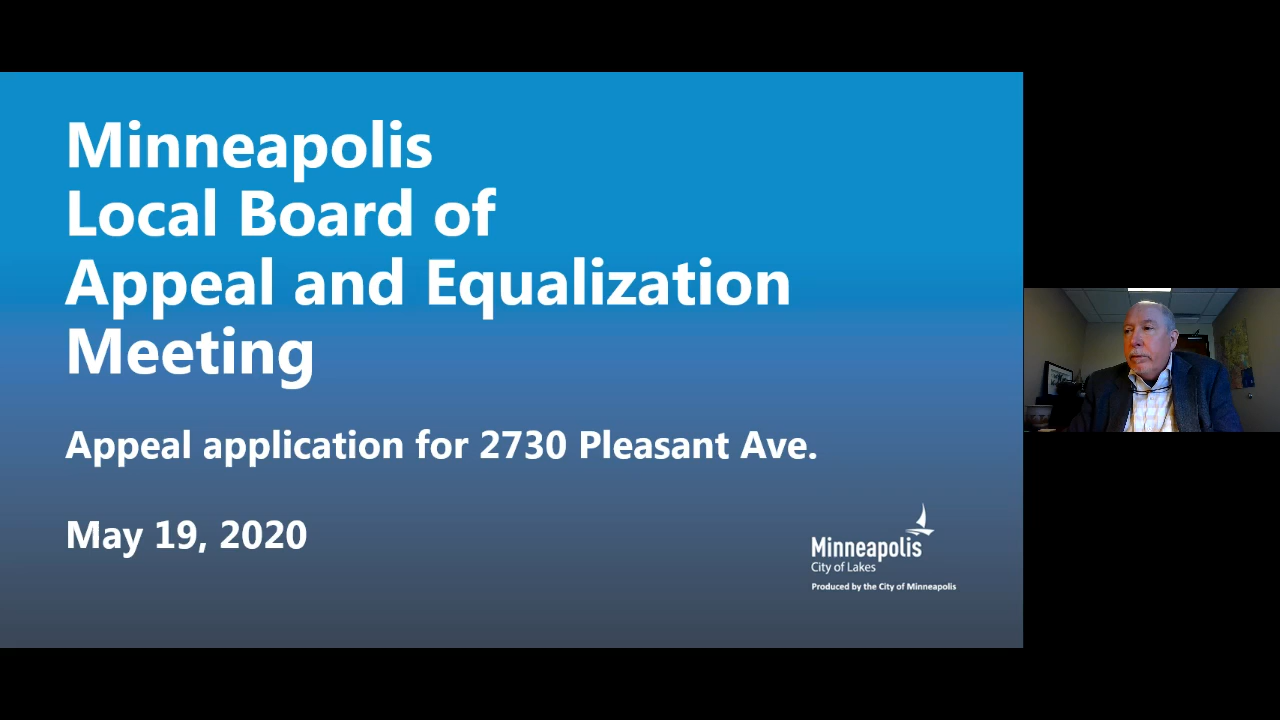 Minneapolis
Local Board of
Appeal and Equalization
Meeting
Appeal application for 2730 Pleasant Ave.
May 19, 2020
Minneapolis
City of Lakes
Produced by the City of Minneapolis